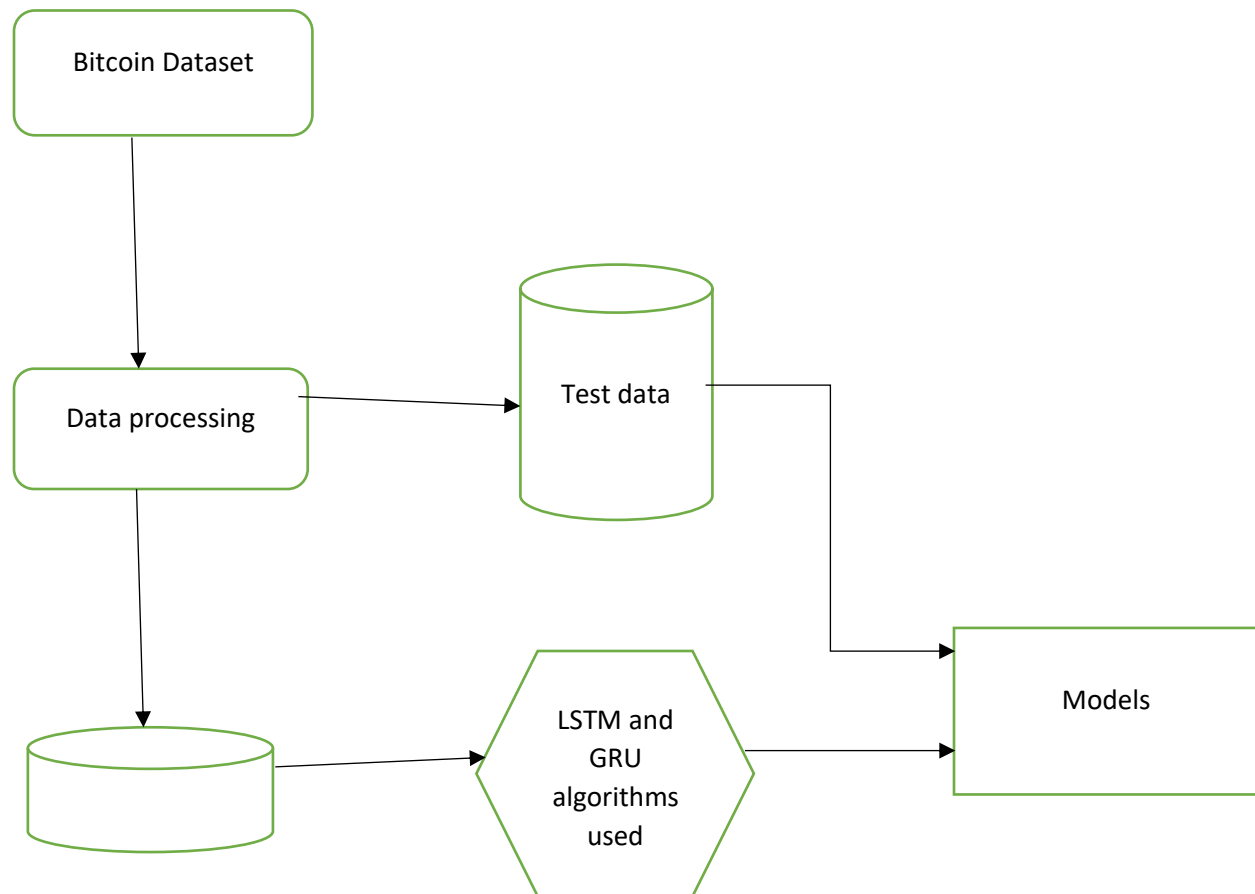 Bitcoin Dataset
Data processing
Test data
LSTM and
GRU
algorithms
used
Models